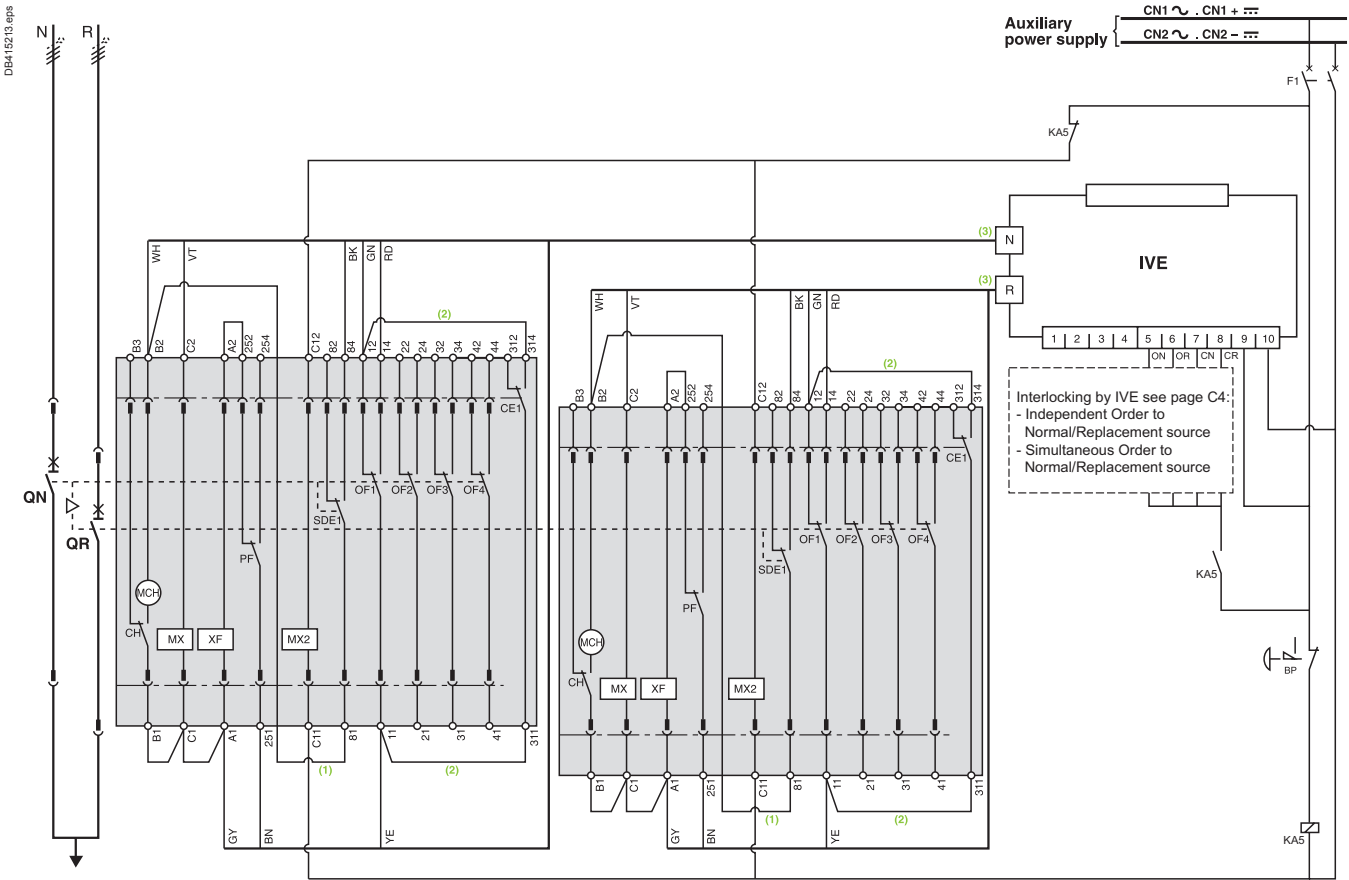 DB415213.eps
N R
Auxiliary
power supply
CN1 ∿ . CN1 + ⎓
CN2 ∿ . CN2 – ⎓
F1
KA5
(3) N
(3) R
IVE
1 2 3 4 5 6 7 8 9 10
ON OR CN CR
Interlocking by IVE see page C4:
- Independent Order to
Normal/Replacement source
- Simultaneous Order to
Normal/Replacement source
KA5
BP
KA5
QN
QR
WH VT BK GN RD
(2)
B3 B2 C2 A2 252 254 C12 82 84 12 14 22 24 32 34 42 44 312 314
CE1
OF1 OF2 OF3 OF4
SDE1
PF
MCH
CH MX XF MX2
B1 C1 A1 251 C11 81 11 21 31 41 311
(1) (2)
GY BN YE
WH VT BK GN RD
(2)
B3 B2 C2 A2 252 254 C12 82 84 12 14 22 24 32 34 42 44 312 314
CE1
OF1 OF2 OF3 OF4
SDE1
PF
MCH
CH MX XF MX2
B1 C1 A1 251 C11 81 11 21 31 41 311
(1) (2)
GY BN YE